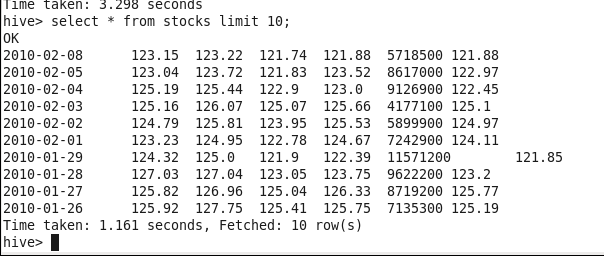 Time taken: 3.298 seconds
hive> select * from stocks limit 10;
OK
2010-02-08 123.15 123.22 121.74 121.88 5718500 121.88
2010-02-05 123.04 123.72 121.83 123.52 8617000 122.97
2010-02-04 125.19 125.44 122.9 123.0 9126900 122.45
2010-02-03 125.16 126.07 125.07 125.66 4177100 125.1
2010-02-02 124.79 125.81 123.95 125.53 5899900 124.97
2010-02-01 123.23 124.95 122.78 124.67 7242900 124.11
2010-01-29 124.32 125.0 121.9 122.39 11571200 121.85
2010-01-28 127.03 127.04 123.05 123.75 9622200 123.2
2010-01-27 125.82 126.96 125.04 126.33 8719200 125.77
2010-01-26 125.92 127.75 125.41 125.75 7135300 125.19
Time taken: 1.161 seconds, Fetched: 10 row(s)
hive>